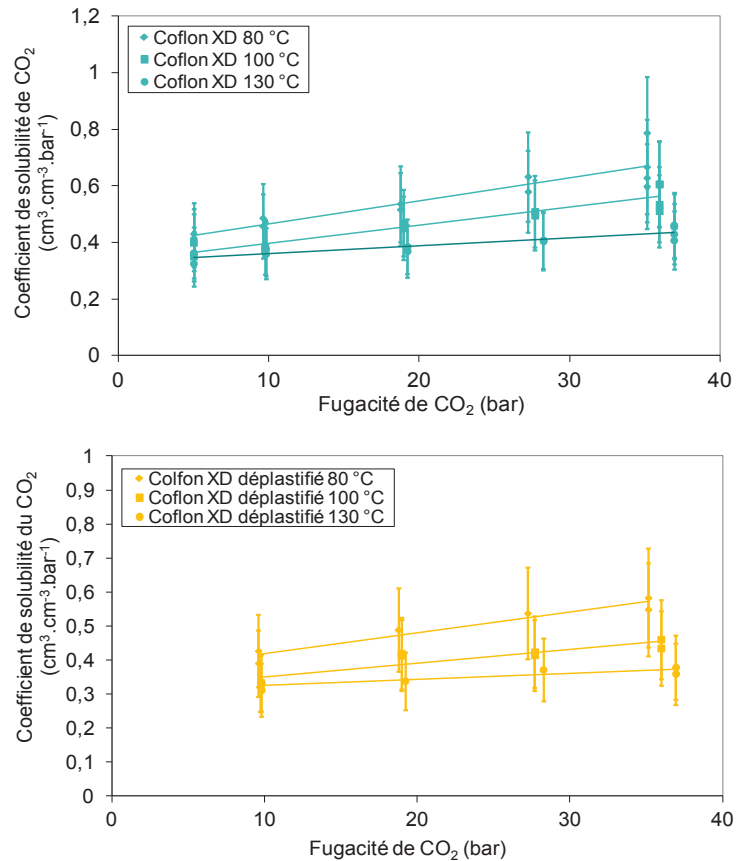 1,2
1
0,8
0,6
0,4
0,2
0
Coefficient de solubilité de CO2
(cm3.cm-3.bar-1)
Coflon XD 80 °C
Coflon XD 100 °C
Coflon XD 130 °C
0 10 20 30 40
Fugacité de CO2 (bar)
1
0,9
0,8
0,7
0,6
0,5
0,4
0,3
0,2
0,1
0
Coefficient de solubilité du CO2
(cm3.cm-3.bar-1)
Colfon XD déplastifié 80 °C
Coflon XD déplastifié 100 °C
Coflon XD déplastifié 130 °C
0 10 20 30 40
Fugacité de CO2 (bar)